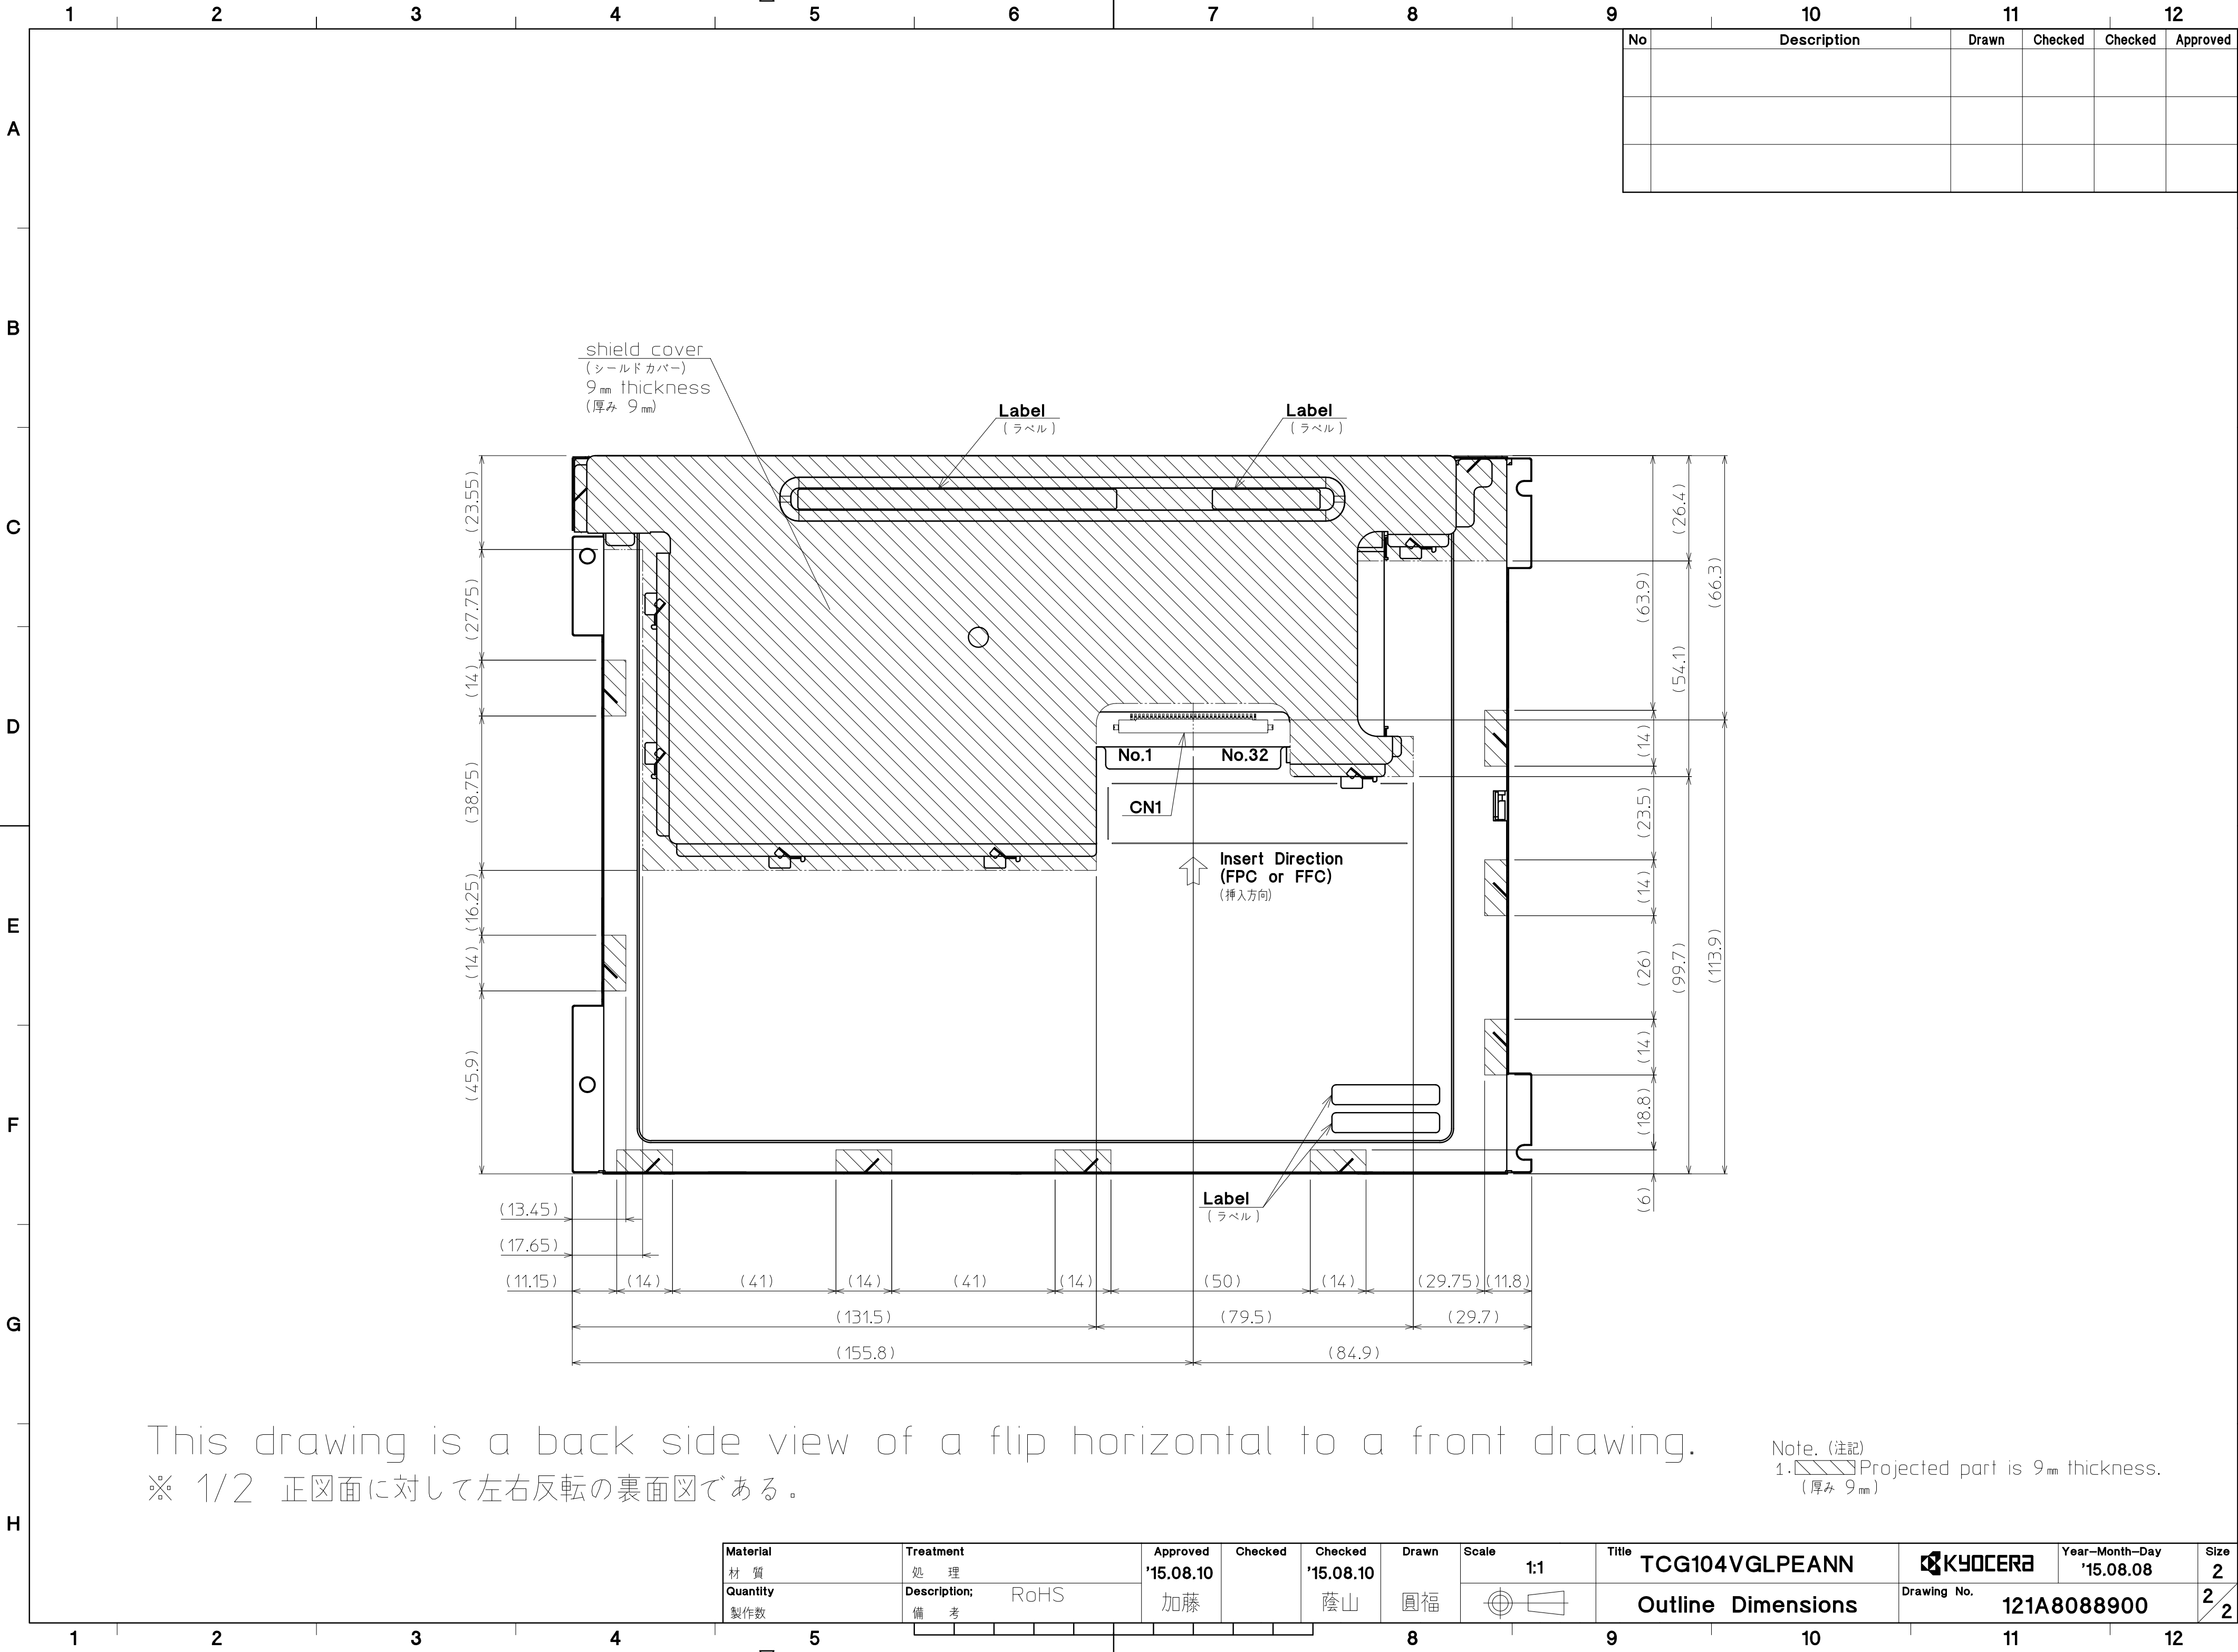 1 2 3 4 5 6 7 8 9 10 11 12
No Description Drawn Checked Checked Approved
A
B
C
D
E
F
G
H
shield cover
(シールドカバー)
9㎜ thickness
(厚み 9㎜)
Label
(ラベル)
Label
(ラベル)
(23.55)
(27.75)
(14)
(38.75)
(16.25)
(14)
(45.9)
(26.4)
(63.9)
(66.3)
(54.1)
(14)
(23.5)
(14)
(26)
(99.7)
(113.9)
(14)
(18.8)
(6)
No.1 No.32
CN1
Insert Direction
(FPC or FFC)
(挿入方向)
Label
(ラベル)
(13.45)
(17.65)
(11.15) (14) (41) (14) (41) (14) (50) (14) (29.75) (11.8)
(131.5) (79.5) (29.7)
(155.8) (84.9)
This drawing is a back side view of a flip horizontal to a front drawing.
※ 1/2 正図面に対して左右反転の裏面図である。
Note. (注記)
1. Projected part is 9㎜ thickness.
(厚み 9㎜)
Material
材 質
Quantity
製作数
Treatment
処 理
Description; RoHS
備 考
Approved
'15.08.10
加藤
Checked
Checked
'15.08.10
蔭山
Drawn
圓福
Scale
1:1
Title TCG104VGLPEANN
Outline Dimensions
KYOCERA
Year-Month-Day
'15.08.08
Size
2
Drawing No. 121A8088900
2/2
1 2 3 4 5 8 9 10 11 12